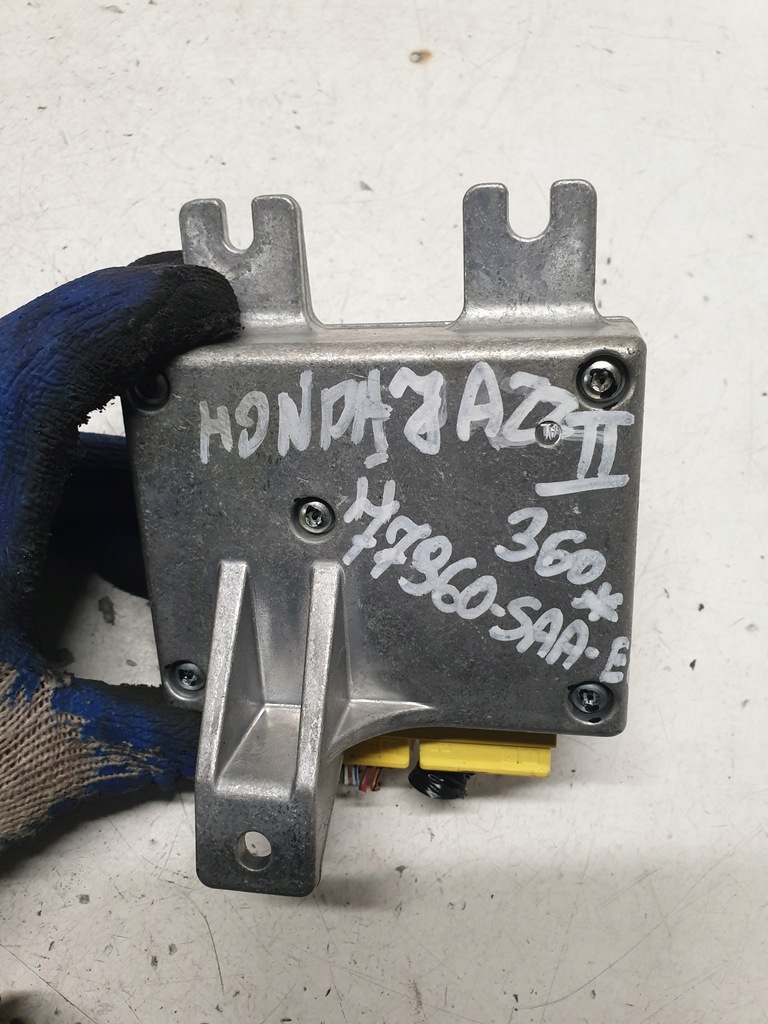 HONDA JAZZ II
360*
77960-SAA-E